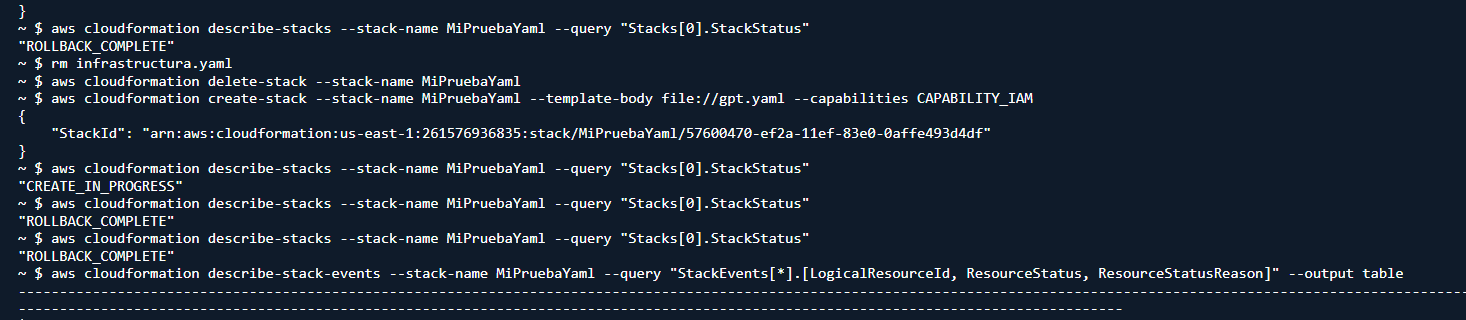 }
~ $ aws cloudformation describe-stacks --stack-name MiPruebaYaml --query "Stacks[0].StackStatus"
"ROLLBACK_COMPLETE"
~ $ rm infrastructura.yaml
~ $ aws cloudformation delete-stack --stack-name MiPruebaYaml
~ $ aws cloudformation create-stack --stack-name MiPruebaYaml --template-body file://gpt.yaml --capabilities CAPABILITY_IAM
{
    "StackId": "arn:aws:cloudformation:us-east-1:261576936835:stack/MiPruebaYaml/57600470-ef2a-11ef-83e0-0affe493d4df"
}
~ $ aws cloudformation describe-stacks --stack-name MiPruebaYaml --query "Stacks[0].StackStatus"
"CREATE_IN_PROGRESS"
~ $ aws cloudformation describe-stacks --stack-name MiPruebaYaml --query "Stacks[0].StackStatus"
"ROLLBACK_COMPLETE"
~ $ aws cloudformation describe-stacks --stack-name MiPruebaYaml --query "Stacks[0].StackStatus"
"ROLLBACK_COMPLETE"
~ $ aws cloudformation describe-stack-events --stack-name MiPruebaYaml --query "StackEvents[*].[LogicalResourceId, ResourceStatus, ResourceStatusReason]" --output table